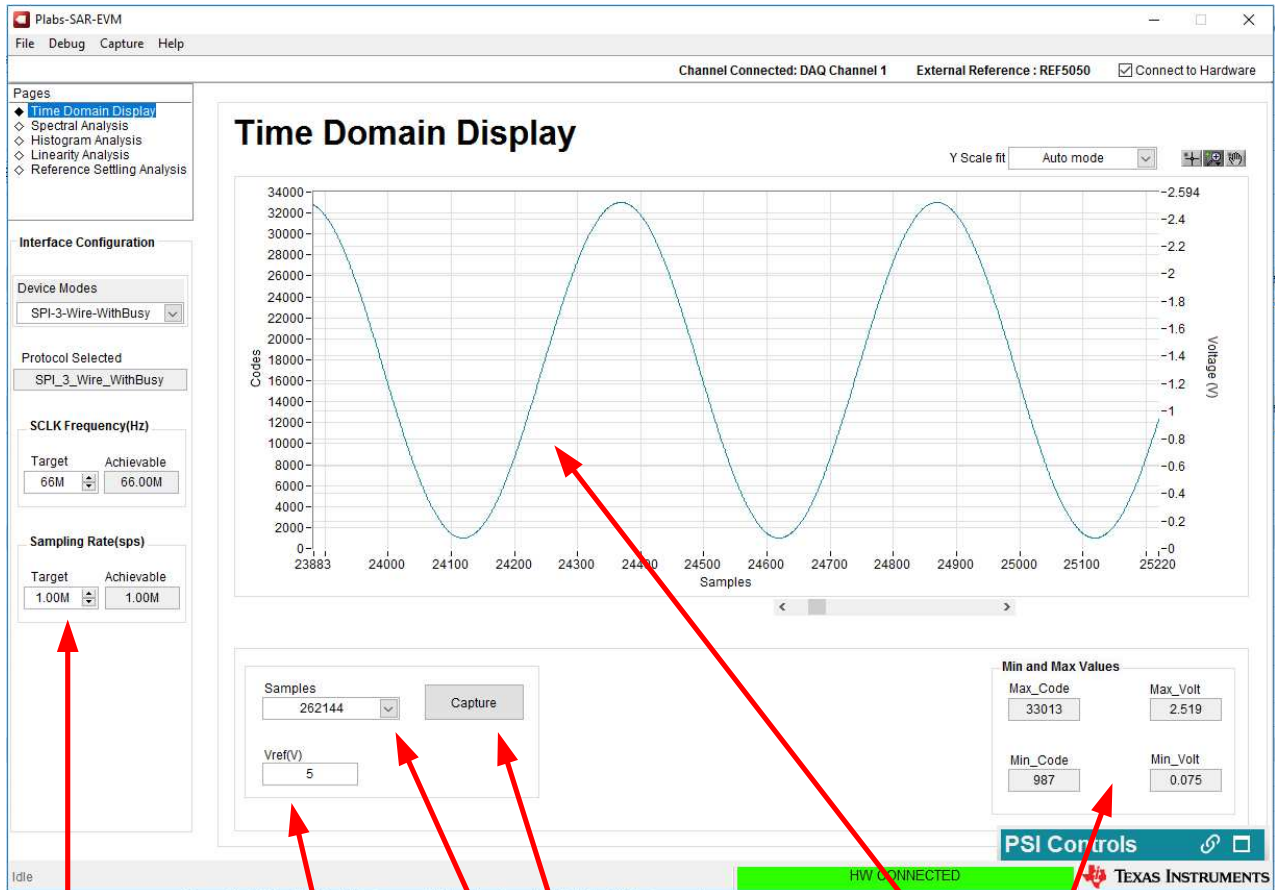 Plabs-SAR-EVM
File Debug Capture Help
Channel Connected: DAQ Channel 1 External Reference : REF5050 Connect to Hardware
Pages
Time Domain Display
Spectral Analysis
Histogram Analysis
Linearity Analysis
Reference Settling Analysis
Interface Configuration
Device Modes
SPI-3-Wire-WithBusy
Protocol Selected
SPI_3_Wire_WithBusy
SCLK Frequency(Hz)
Target Achievable
66M 66.00M
Sampling Rate(sps)
Target Achievable
1.00M 1.00M
Time Domain Display
Y Scale fit Auto mode
Codes
34000
32000
30000
28000
26000
24000
22000
20000
18000
16000
14000
12000
10000
8000
6000
4000
2000
0
23883 24000 24100 24200 24300 24400 24500 24600 24700 24800 24900 25000 25100 25220
Samples
2.594
2.4
2.2
2
1.8
1.6
1.4
1.2
1
0.8
0.6
0.4
0.2
0
Voltage (V)
Samples
262144
Capture
Vref(V)
5
Min and Max Values
Max_Code Max_Volt
33013 2.519
Min_Code Min_Volt
987 0.075
PSI Controls
Idle
HW CONNECTED
TEXAS INSTRUMENTS